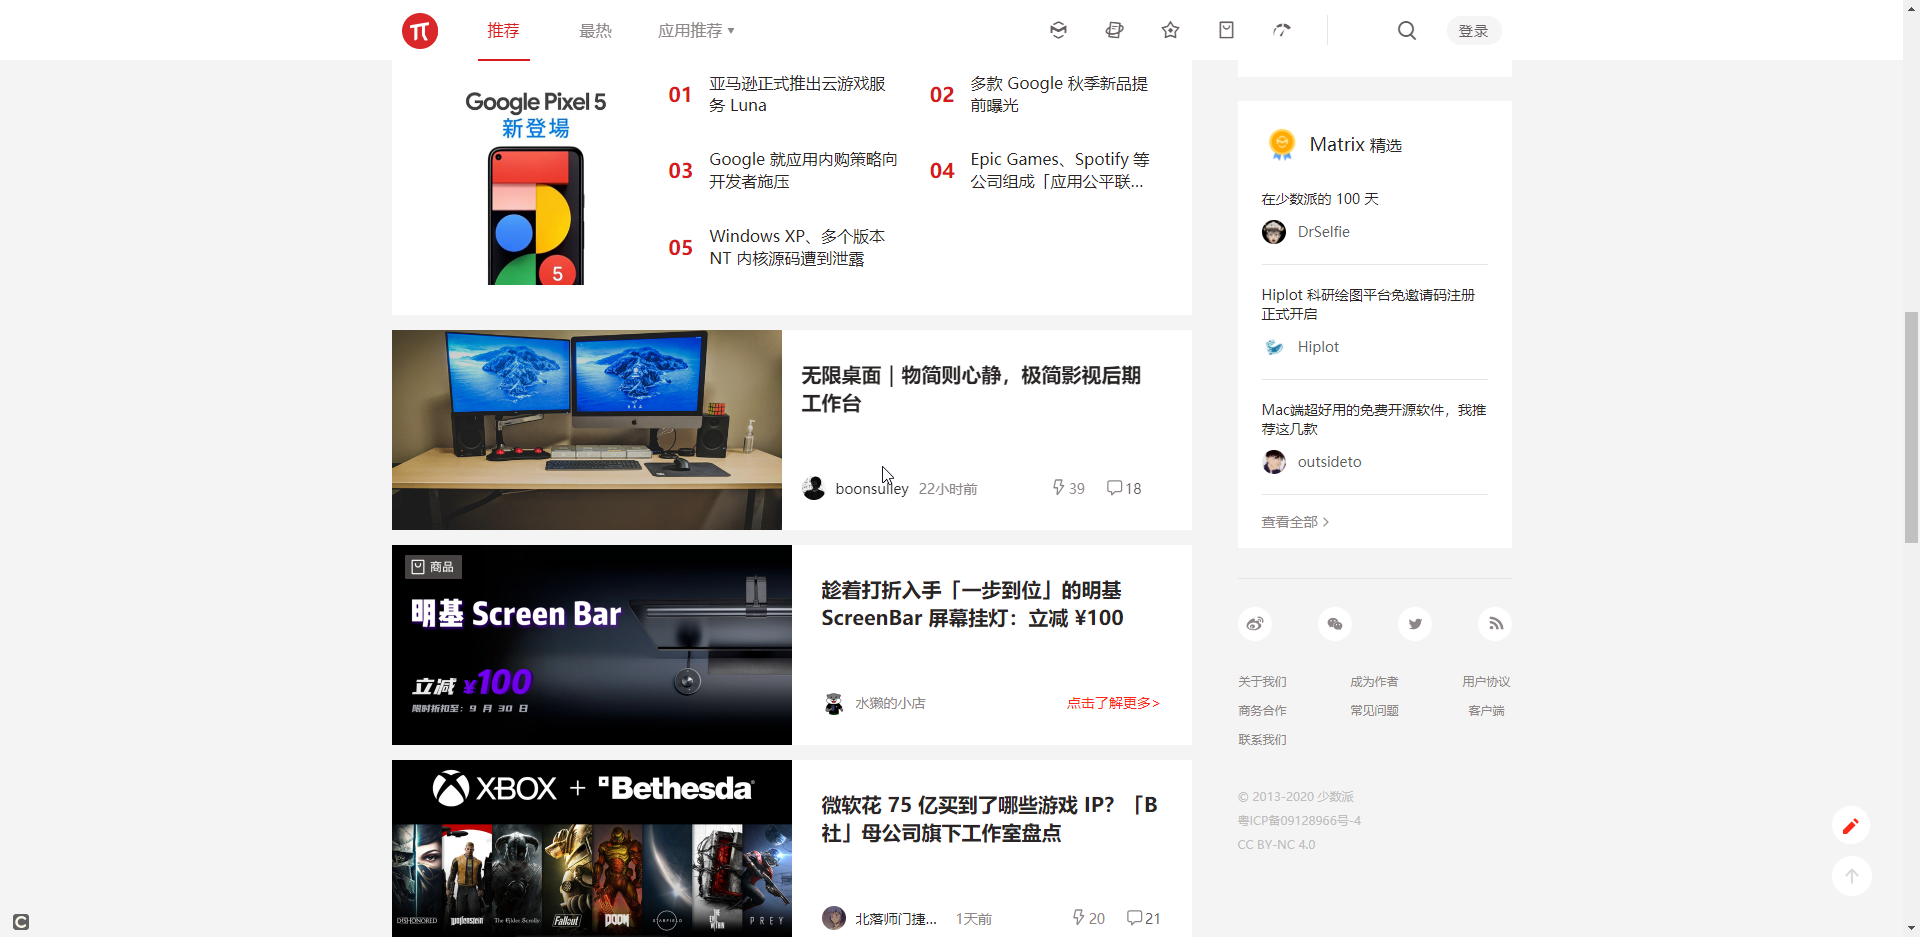 推荐
最热
应用推荐 ▾
登录
Google Pixel 5
新登場
5
01
亚马逊正式推出云游戏服
务 Luna
02
多款 Google 秋季新品提
前曝光
03
Google 就应用内购策略向
开发者施压
04
Epic Games、Spotify 等
公司组成「应用公平联...
05
Windows XP、多个版本
NT 内核源码遭到泄露
无限桌面｜物简则心静，极简影视后期
工作台
boonsulley 22小时前 39 18
商品
明基 Screen Bar
立减 ¥100
限时折扣至：9 月 30 日
趁着打折入手「一步到位」的明基
ScreenBar 屏幕挂灯：立减 ¥100
水獭的小店
点击了解更多>
XBOX + Bethesda
DISHONORED
Wolfenstein
The Elder Scrolls
Fallout
DOOM
STARFIELD
THE EVIL WITHIN
PREY
微软花 75 亿买到了哪些游戏 IP？「B
社」母公司旗下工作室盘点
北落师门捷... 1天前 20 21
Matrix 精选
在少数派的 100 天
DrSelfie
Hiplot 科研绘图平台免邀请码注册
正式开启
Hiplot
Mac端超好用的免费开源软件，我推
荐这几款
outsideto
查看全部 >
关于我们 成为作者 用户协议
商务合作 常见问题 客户端
联系我们
© 2013-2020 少数派
粤ICP备09128966号-4
CC BY-NC 4.0